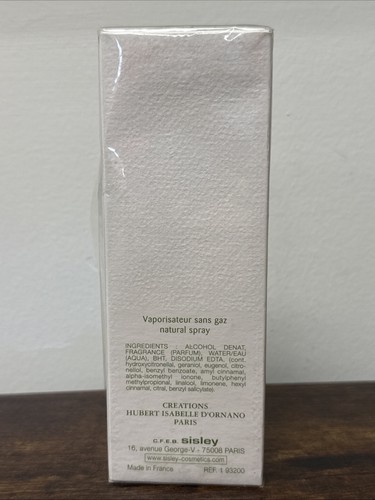 Vaporisateur sans gaz
natural spray
INGREDIENTS : ALCOHOL DENAT,
FRAGRANCE (PARFUM), WATER/EAU
(AQUA), BHT, DISODIUM EDTA, (cont.
hydroxycitronellal, geraniol, eugenol, citro-
nellol, benzyl benzoate, amyl cinnamal,
alpha-isomethyl ionone, butylphenyl
methylpropional, linalool, limonene, hexyl
cinnamal, citral, benzyl salicylate).
CREATIONS
HUBERT ISABELLE D'ORNANO
PARIS
C.F.E.B. sisley
16, avenue George-V - 75008 PARIS
www.sisley-cosmetics.com
Made in France REF. : 93200